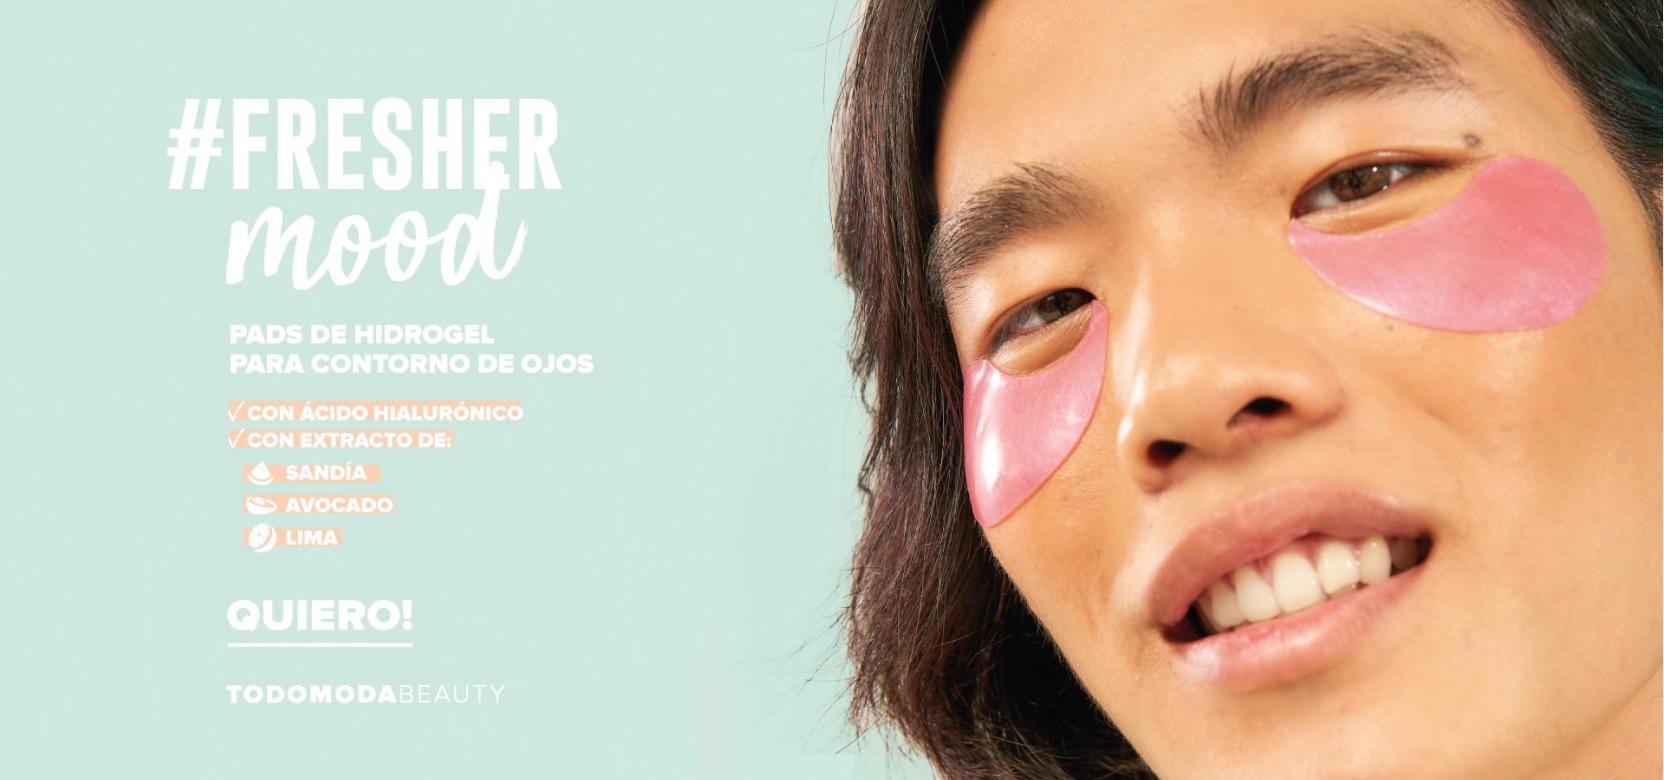 #FRESHER
mood
PADS DE HIDROGEL
PARA CONTORNO DE OJOS
✓ CON ÁCIDO HIALURÓNICO
✓ CON EXTRACTO DE:
SANDÍA
AVOCADO
LIMA
QUIERO!
TODOMODABEAUTY